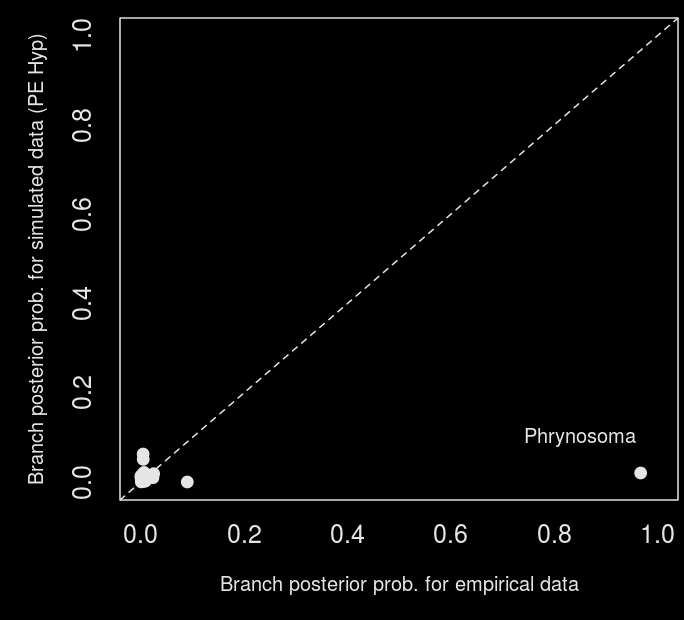 Branch posterior prob. for simulated data (PE Hyp)
1.0
0.8
0.6
0.4
0.2
0.0
Phrynosoma
0.0 0.2 0.4 0.6 0.8 1.0
Branch posterior prob. for empirical data